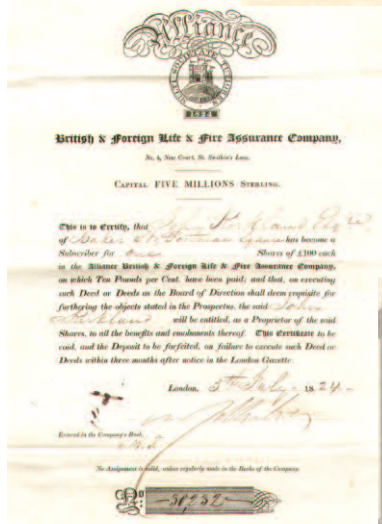 Alliance
1824
British & Foreign Life & Fire Assurance Company,
No. 4, New Court, St. Swithin's Lane.
CAPITAL FIVE MILLIONS STERLING.
This is to Certify, that John
of Baker St Portman Square has become a
Subscriber for one Shares of £100 each
in the Alliance British & Foreign Life & Fire Assurance Company,
on which Ten Pounds per Cent. have been paid; and that, on executing
such Deed or Deeds as the Board of Direction shall deem requisite for
furthering the objects stated in the Prospectus, the said John
will be entitled, as a Proprietor of the said
Shares, to all the benefits and emoluments thereof. This Certificate to be
void, and the Deposit to be forfeited, on failure to execute such Deed or
Deeds within three months after notice in the London Gazette.
London, 5th July 1824
Entered in the Company's Book,
No Assignment is valid, unless regularly made in the Books of the Company.